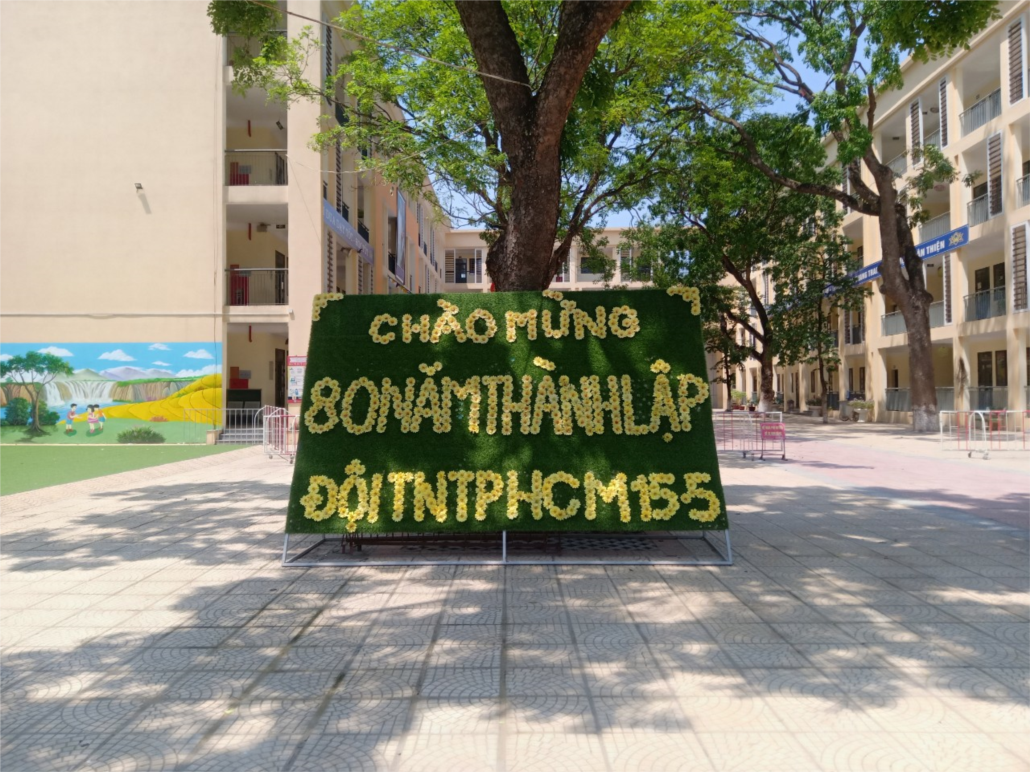 CHÀO MỪNG
80 NĂM THÀNH LẬP
ĐỘI TNTPHCM 15 5